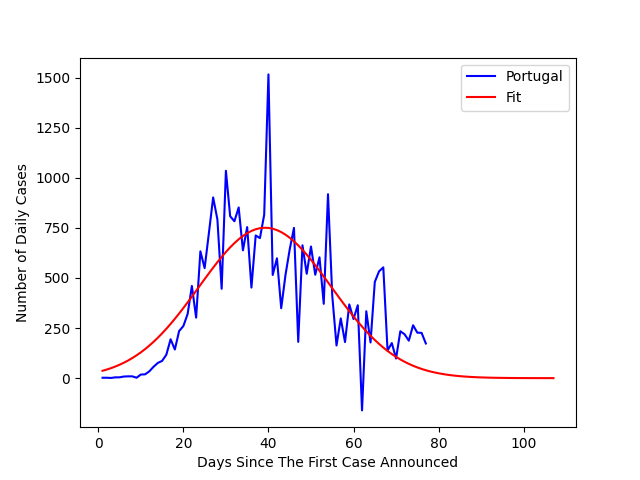 Portugal
Fit
1500
1250
1000
750
500
250
0
Number of Daily Cases
0 20 40 60 80 100
Days Since The First Case Announced